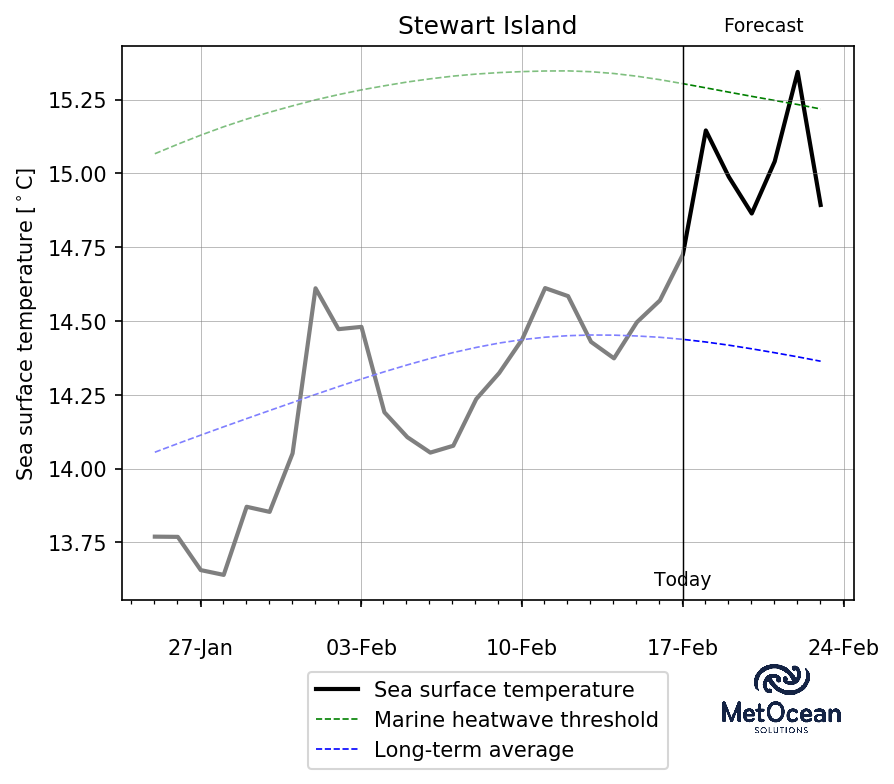 Stewart Island
Forecast
Sea surface temperature [°C]
15.25
15.00
14.75
14.50
14.25
14.00
13.75
Today
27-Jan
03-Feb
10-Feb
17-Feb
24-Feb
Sea surface temperature
Marine heatwave threshold
Long-term average
MetOcean
SOLUTIONS